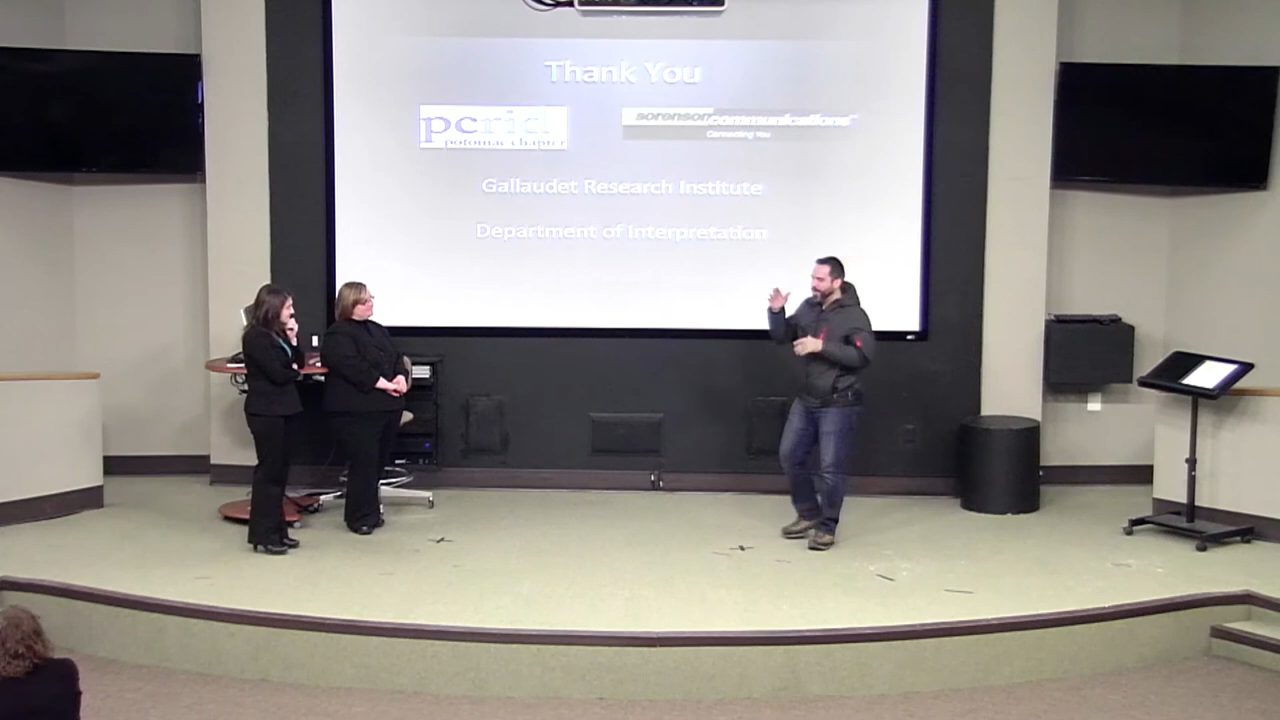 Thank You
pcrid
potomac chapter
sorensoncommunications
Connecting You
Gallaudet Research Institute
Department of Interpretation